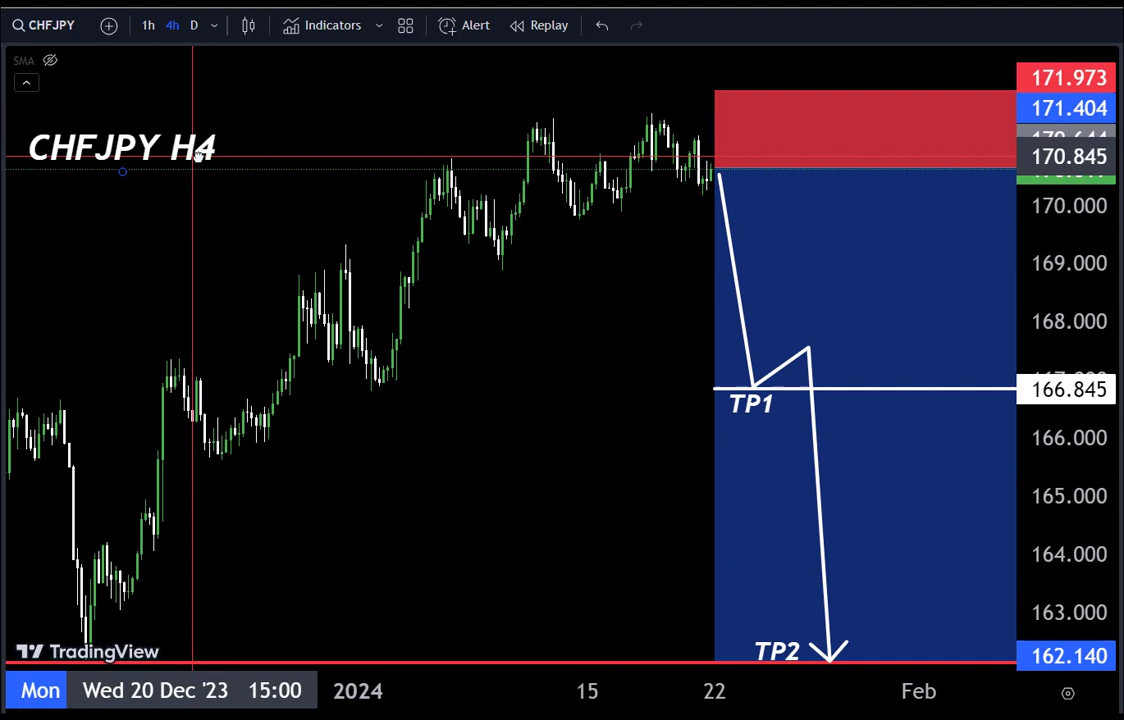 CHFJPY 1h 4h D Indicators Alert Replay
SMA
171.973
171.404
CHFJPY H4
170.845
170.000
169.000
168.000
166.845
TP1
166.000
165.000
164.000
163.000
TradingView
TP2
162.140
Mon Wed 20 Dec '23 15:00 2024 15 22 Feb